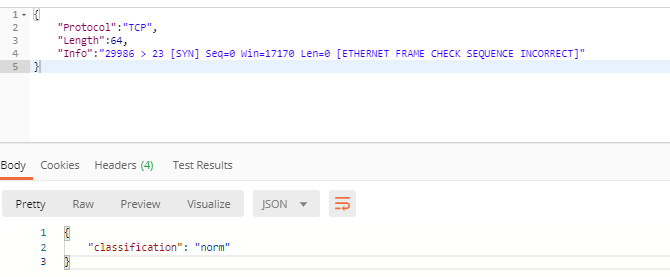 1 {
2 "Protocol":"TCP",
3 "Length":64,
4 "Info":"29986 > 23 [SYN] Seq=0 Win=17170 Len=0 [ETHERNET FRAME CHECK SEQUENCE INCORRECT]"
5 }
Body Cookies Headers (4) Test Results
Pretty Raw Preview Visualize JSON
1 {
2 "classification": "norm"
3 }